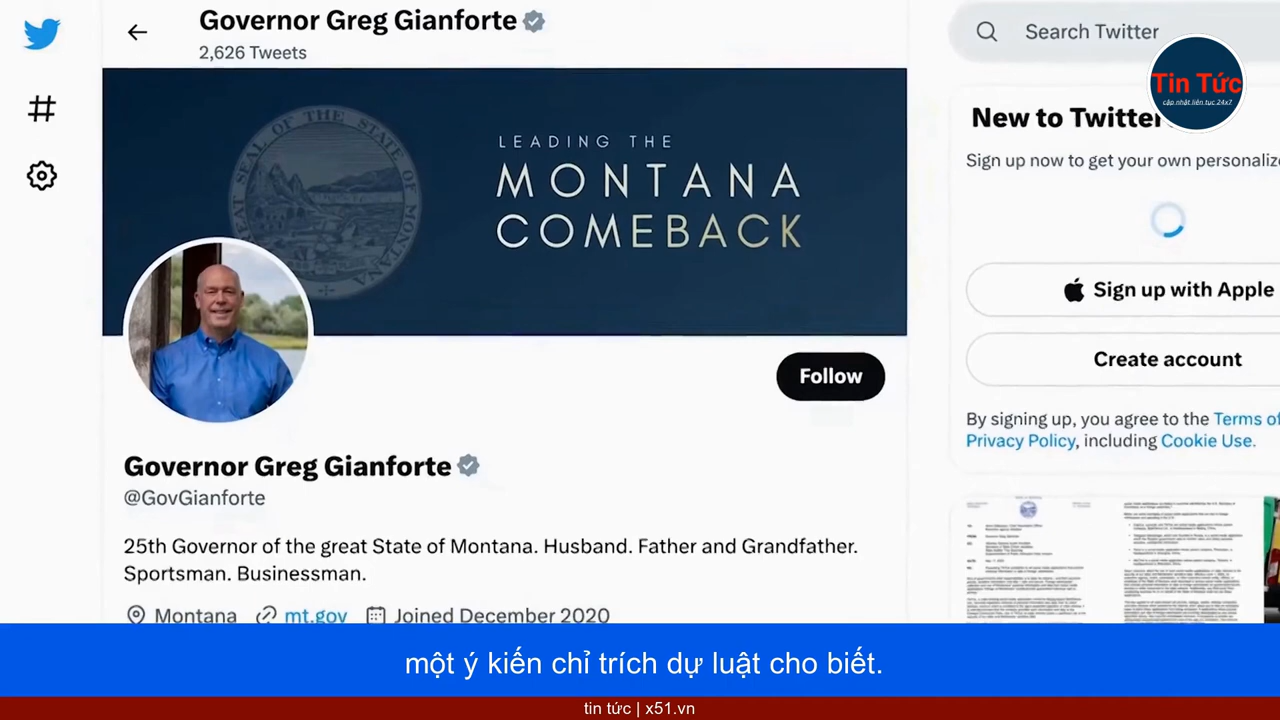 Governor Greg Gianforte
2,626 Tweets
Search Twitter
Tin Tức
cập nhật liên tục 24x7
LEADING THE
MONTANA
COMEBACK
New to Twitter
Sign up now to get your own personalize
Sign up with Apple
Create account
By signing up, you agree to the Terms of
Privacy Policy, including Cookie Use.
Follow
Governor Greg Gianforte
@GovGianforte
25th Governor of the great State of Montana. Husband. Father and Grandfather.
Sportsman. Businessman.
Montana mt.gov Joined December 2020
một ý kiến chỉ trích dự luật cho biết.
tin tức | x51.vn